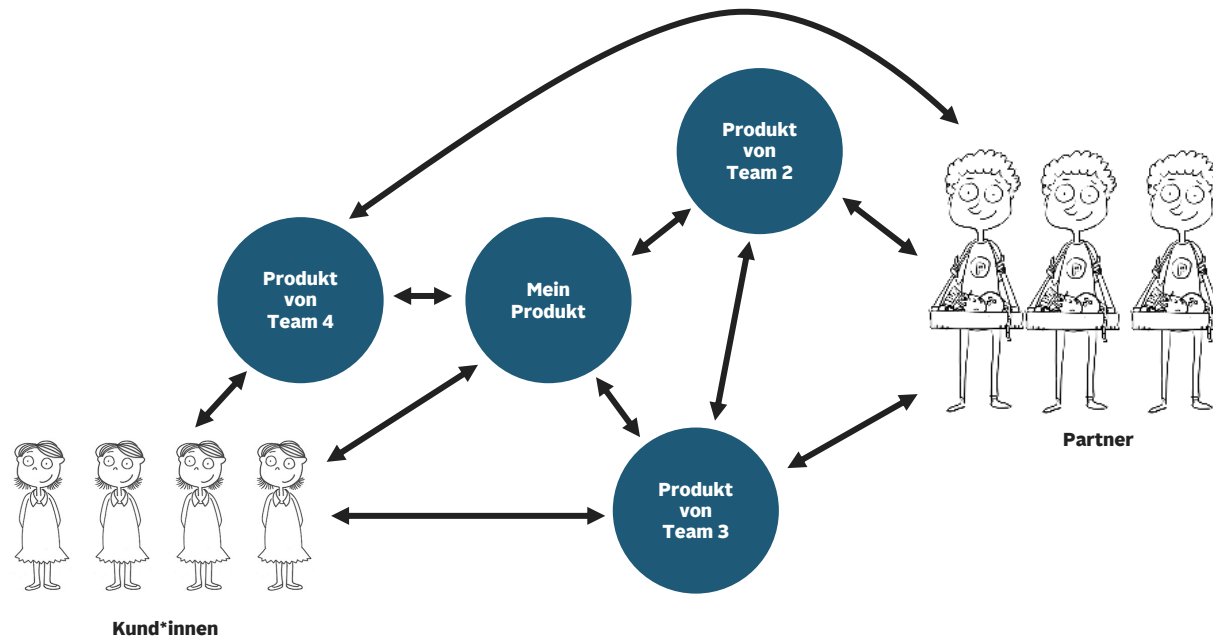 Produkt
von
Team 2
Produkt
von
Team 4
Mein
Produkt
Partner
Produkt
von
Team 3
Kund*innen